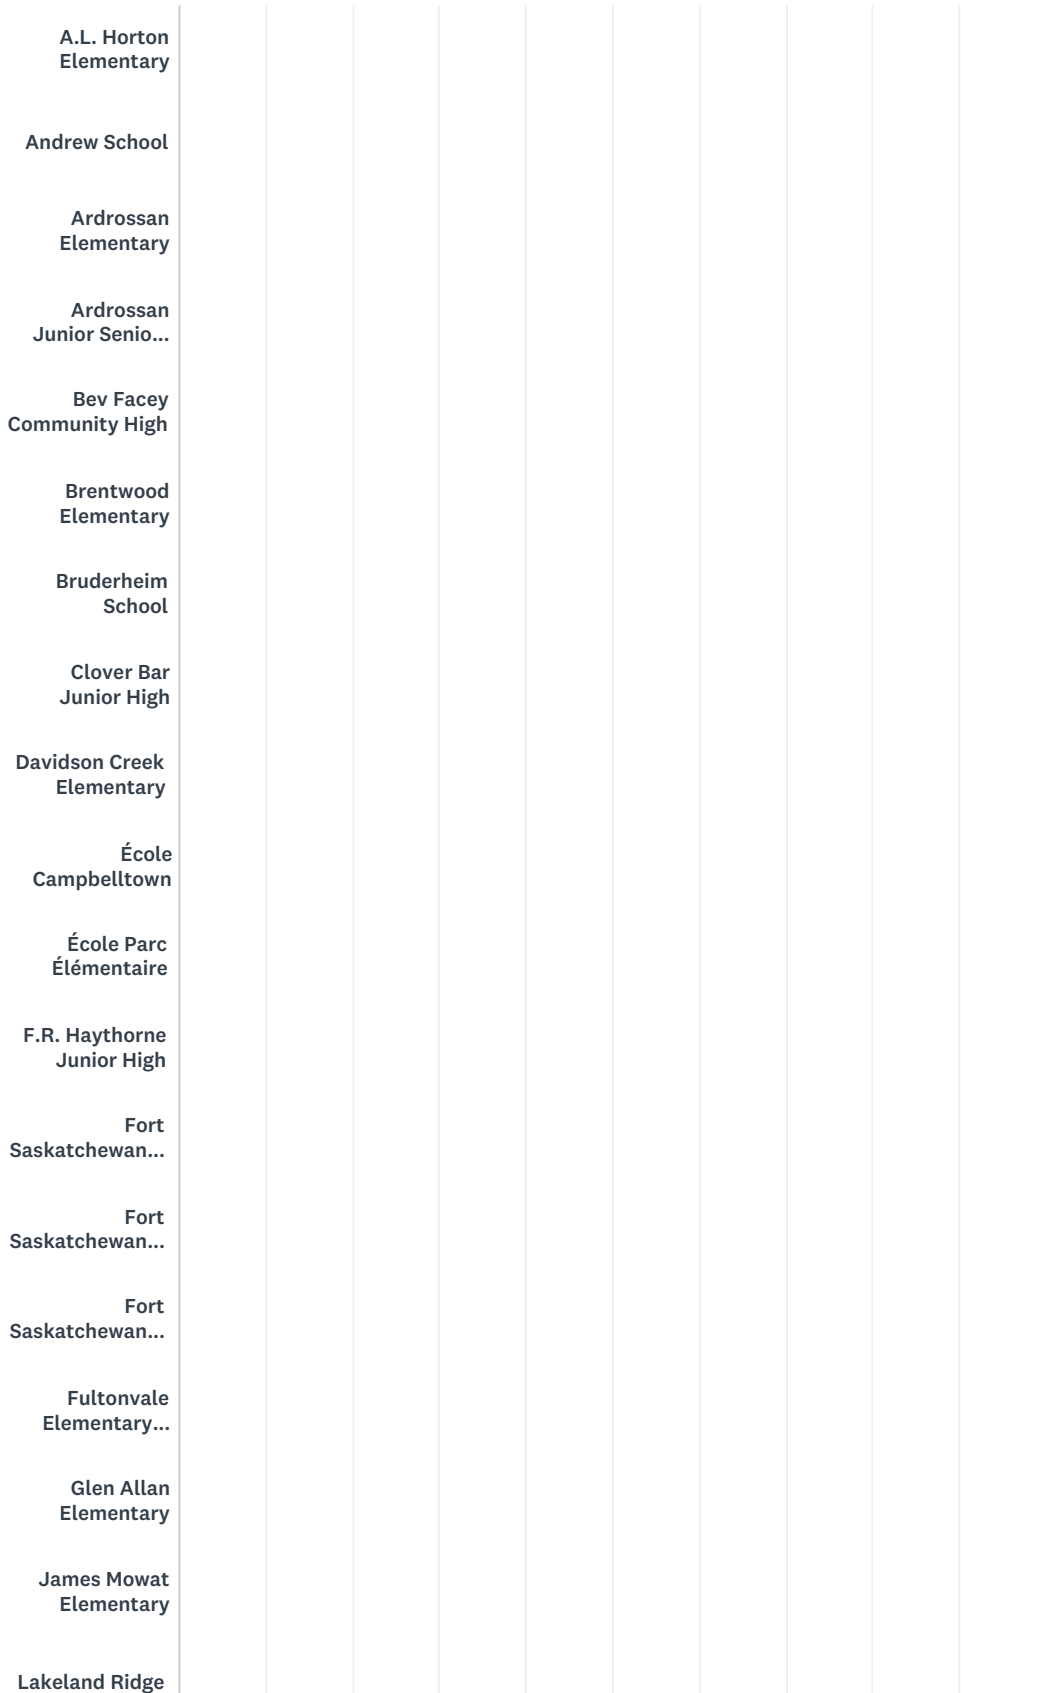 A.L. Horton
Elementary
Andrew School
Ardrossan
Elementary
Ardrossan
Junior Senio...
Bev Facey
Community High
Brentwood
Elementary
Bruderheim
School
Clover Bar
Junior High
Davidson Creek
Elementary
École
Campbelltown
École Parc
Élémentaire
F.R. Haythorne
Junior High
Fort
Saskatchewan...
Fort
Saskatchewan...
Fort
Saskatchewan...
Fultonvale
Elementary...
Glen Allan
Elementary
James Mowat
Elementary
Lakeland Ridge